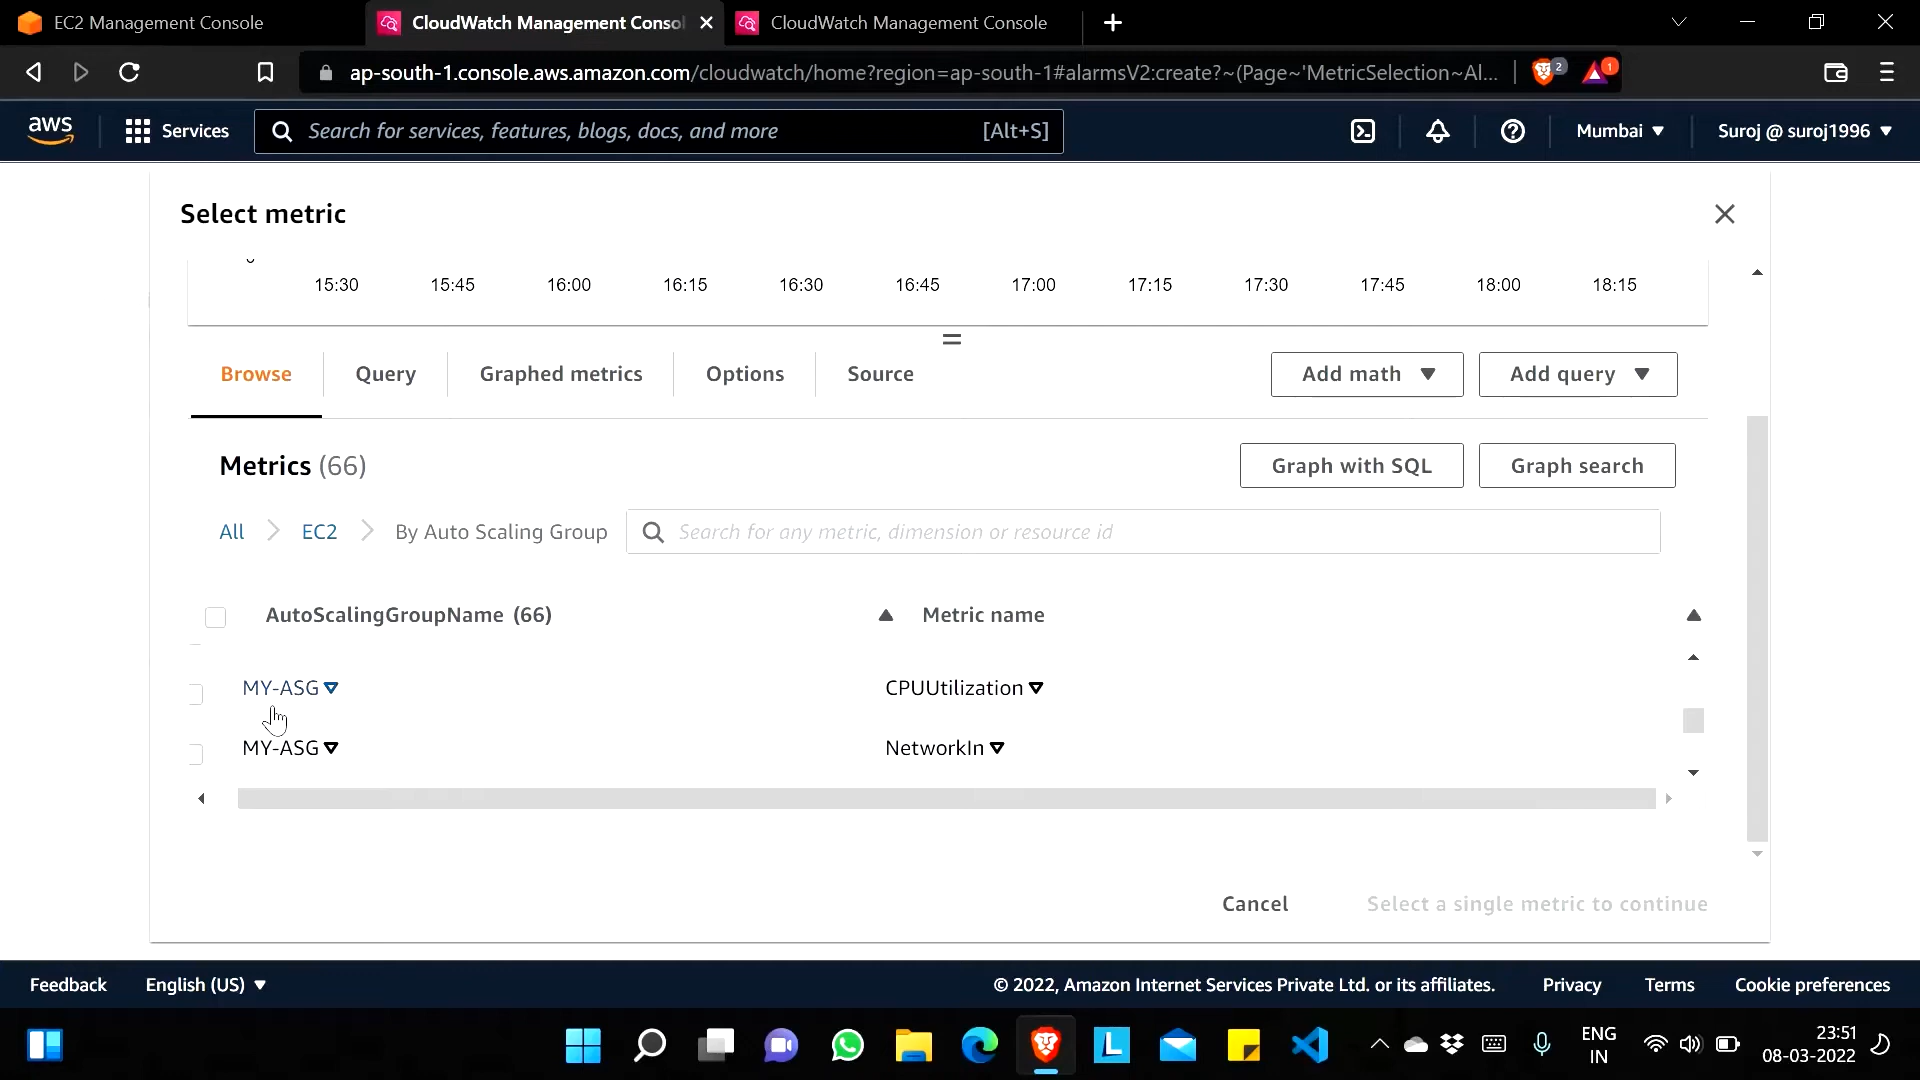 EC2 Management Console
CloudWatch Management Consol
CloudWatch Management Console
ap-south-1.console.aws.amazon.com/cloudwatch/home?region=ap-south-1#alarmsV2:create?~(Page~'MetricSelection~Al...
2
1
aws
Services
Search for services, features, blogs, docs, and more
[Alt+S]
Mumbai
Suroj @ suroj1996
Select metric
15:30 15:45 16:00 16:15 16:30 16:45 17:00 17:15 17:30 17:45 18:00 18:15
Browse
Query
Graphed metrics
Options
Source
Add math
Add query
Metrics (66)
Graph with SQL
Graph search
All
EC2
By Auto Scaling Group
Search for any metric, dimension or resource id
AutoScalingGroupName (66)
Metric name
MY-ASG
CPUUtilization
MY-ASG
NetworkIn
Cancel
Select a single metric to continue
Feedback
English (US)
© 2022, Amazon Internet Services Private Ltd. or its affiliates.
Privacy
Terms
Cookie preferences
L
ENG
IN
23:51
08-03-2022